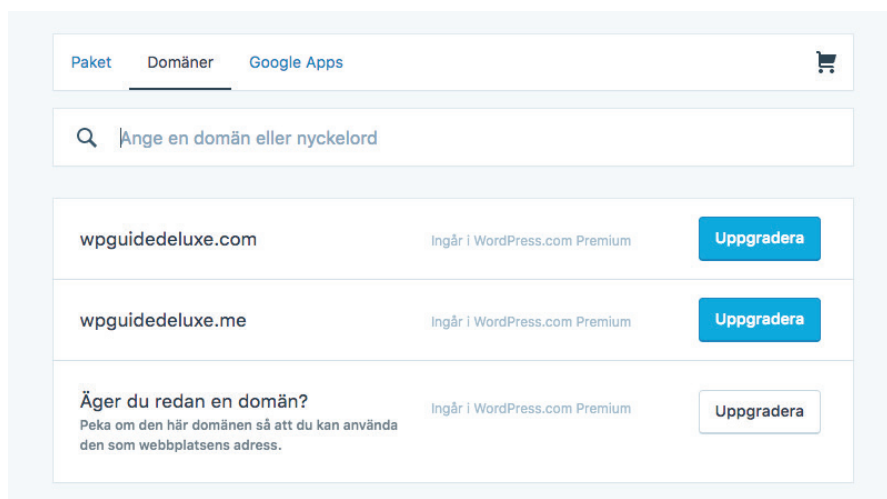 Paket Domäner Google Apps
Ange en domän eller nyckelord
wpguidedeluxe.com Ingår i WordPress.com Premium Uppgradera
wpguidedeluxe.me Ingår i WordPress.com Premium Uppgradera
Äger du redan en domän? Ingår i WordPress.com Premium Uppgradera
Peka om den här domänen så att du kan använda
den som webbplatsens adress.